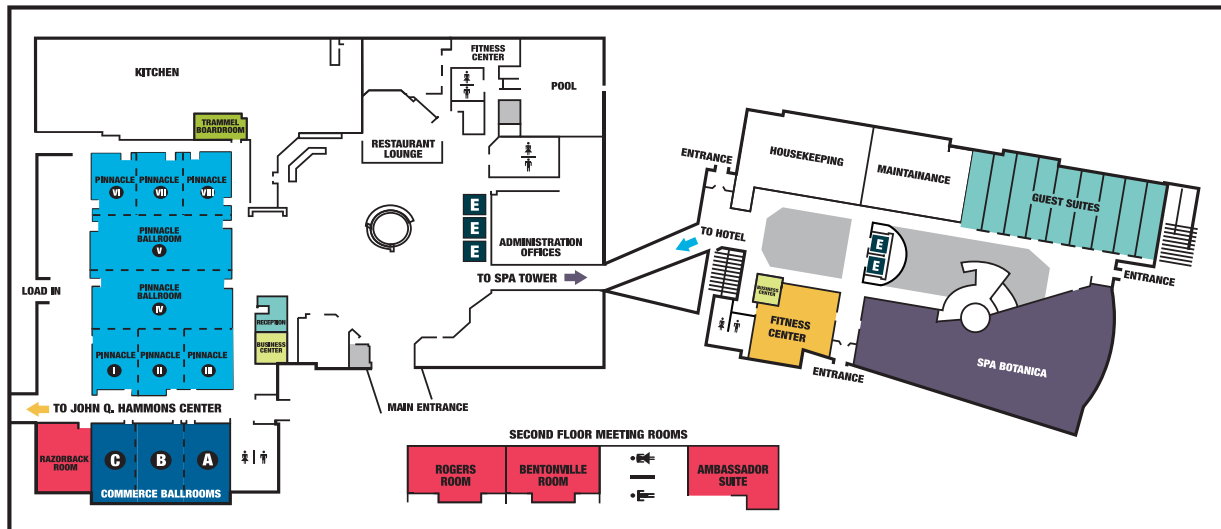 KITCHEN
FITNESS
CENTER
POOL
TRAMMEL
BOARDROOM
RESTAURANT
LOUNGE
PINNACLE
VI
PINNACLE
VII
PINNACLE
VIII
PINNACLE
BALLROOM
V
E
E
E
ADMINISTRATION
OFFICES
TO SPA TOWER
LOAD IN
PINNACLE
BALLROOM
IV
RECEPTION
BUSINESS
CENTER
PINNACLE
I
PINNACLE
II
PINNACLE
III
MAIN ENTRANCE
TO JOHN Q. HAMMONS CENTER
RAZORBACK
ROOM
C
B
A
COMMERCE BALLROOMS
SECOND FLOOR MEETING ROOMS
ROGERS
ROOM
BENTONVILLE
ROOM
AMBASSADOR
SUITE
ENTRANCE
HOUSEKEEPING
MAINTAINANCE
GUEST SUITES
TO HOTEL
E
E
ENTRANCE
BUSINESS
CENTER
FITNESS
CENTER
ENTRANCE
SPA BOTANICA